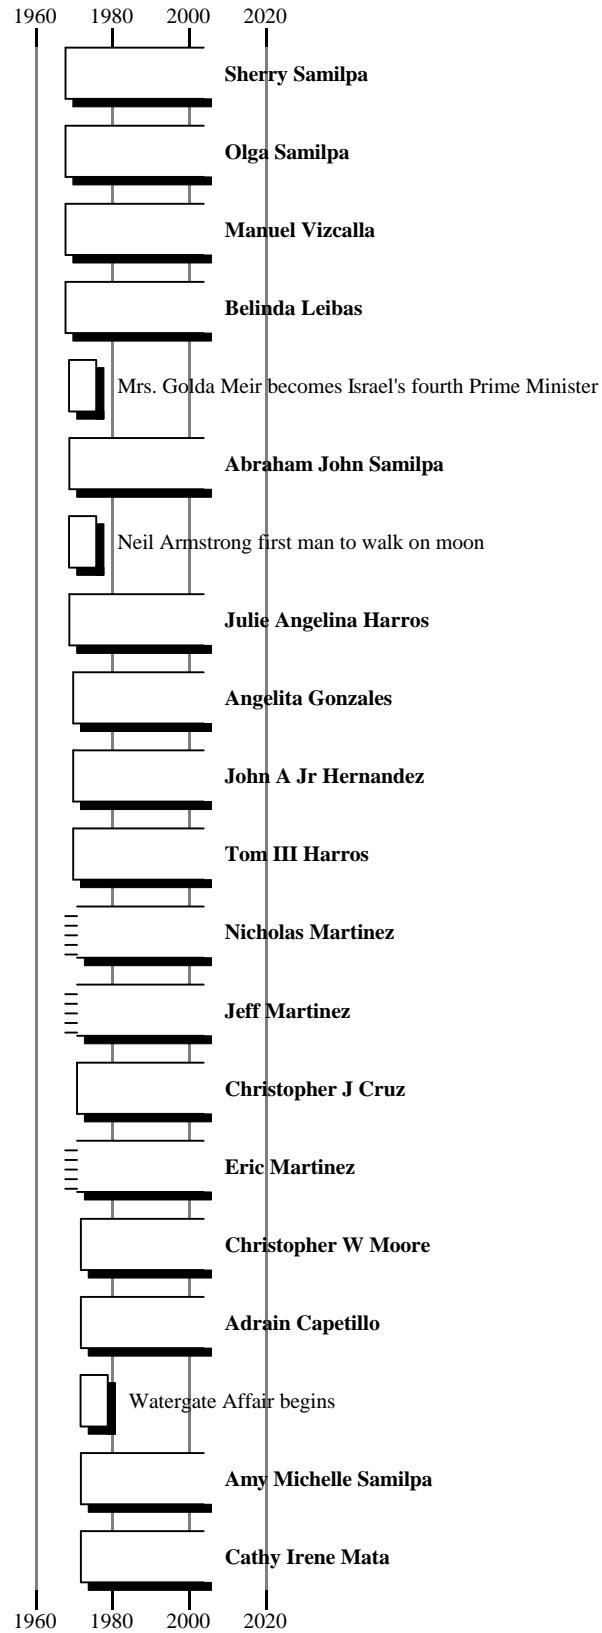 1960 1980 2000 2020
Sherry Samilpa
Olga Samilpa
Manuel Vizcalla
Belinda Leibas
Mrs. Golda Meir becomes Israel's fourth Prime Minister
Abraham John Samilpa
Neil Armstrong first man to walk on moon
Julie Angelina Harros
Angelita Gonzales
John A Jr Hernandez
Tom III Harros
Nicholas Martinez
Jeff Martinez
Christopher J Cruz
Eric Martinez
Christopher W Moore
Adrain Capetillo
Watergate Affair begins
Amy Michelle Samilpa
Cathy Irene Mata
1960 1980 2000 2020